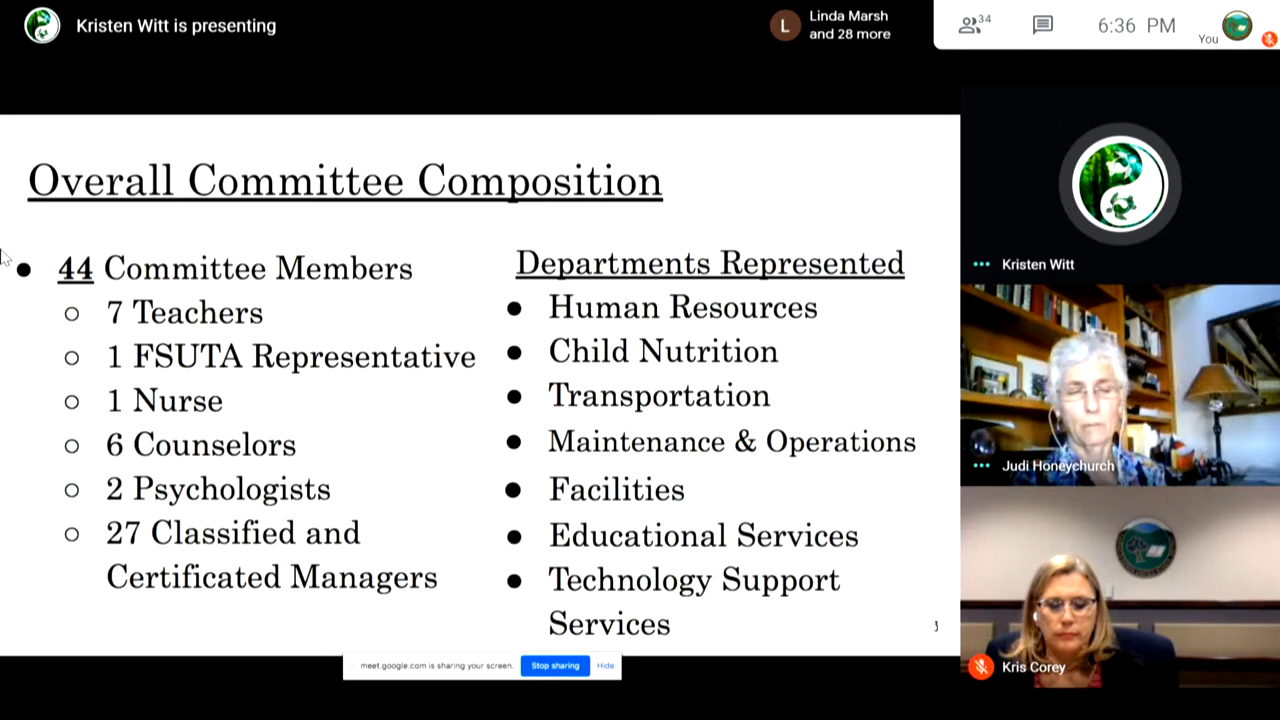 Kristen Witt is presenting
L
Linda Marsh
and 28 more
34
6:36 PM
You
Overall Committee Composition
44 Committee Members
7 Teachers
1 FSUTA Representative
1 Nurse
6 Counselors
2 Psychologists
27 Classified and
Certificated Managers
Departments Represented
Human Resources
Child Nutrition
Transportation
Maintenance & Operations
Facilities
Educational Services
Technology Support
Services
Kristen Witt
Judi Honeychurch
Kris Corey
meet.google.com is sharing your screen.
Stop sharing
Hide